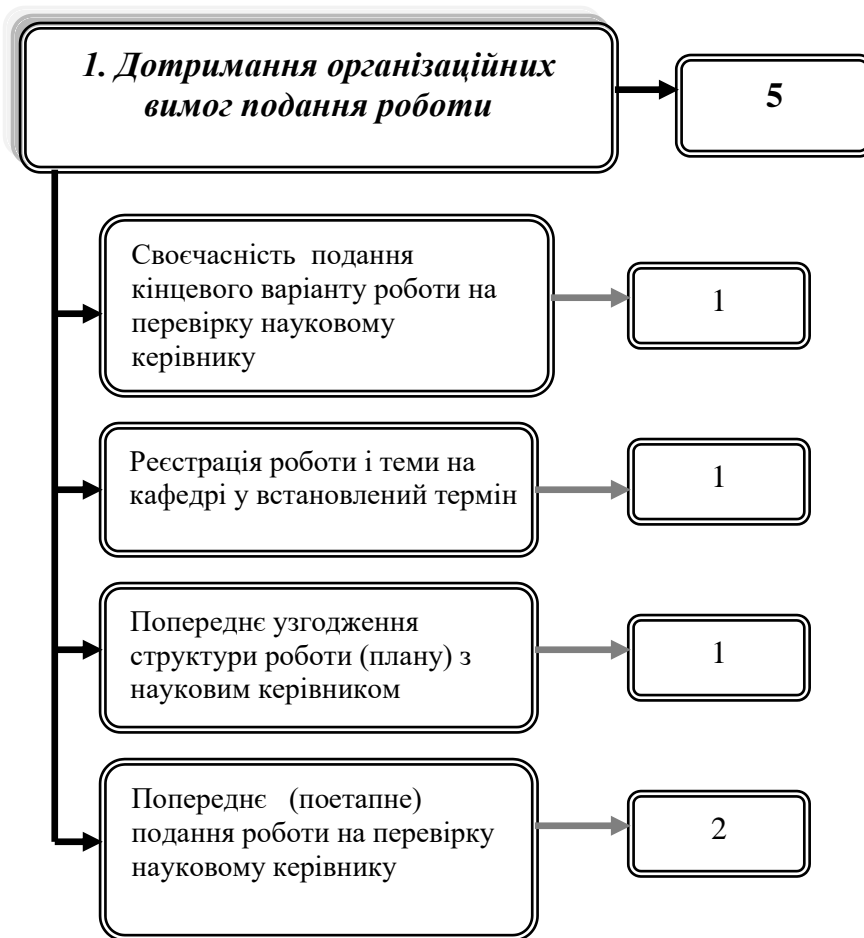 1. Дотримання організаційних
вимог подання роботи
5
Своєчасність подання
кінцевого варіанту роботи на
перевірку науковому
керівнику
1
Реєстрація роботи і теми на
кафедрі у встановлений термін
1
Попереднє узгодження
структури роботи (плану) з
науковим керівником
1
Попереднє (поетапне)
подання роботи на перевірку
науковому керівнику
2